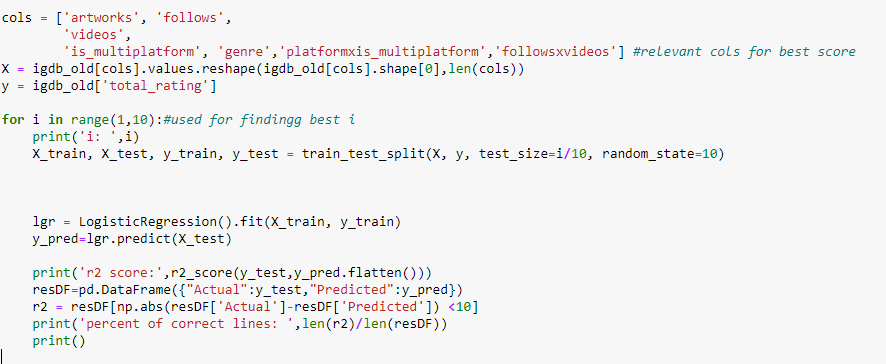 cols = ['artworks', 'follows',
'videos',
'is_multiplatform', 'genre','platformxis_multiplatform','followsxvideos'] #relevant cols for best score
X = igdb_old[cols].values.reshape(igdb_old[cols].shape[0],len(cols))
y = igdb_old['total_rating']
for i in range(1,10):#used for findingg best i
print('i: ',i)
X_train, X_test, y_train, y_test = train_test_split(X, y, test_size=i/10, random_state=10)
lgr = LogisticRegression().fit(X_train, y_train)
y_pred=lgr.predict(X_test)
print('r2 score:',r2_score(y_test,y_pred.flatten()))
resDF=pd.DataFrame({"Actual":y_test,"Predicted":y_pred})
r2 = resDF[np.abs(resDF['Actual']-resDF['Predicted']) <10]
print('percent of correct lines: ',len(r2)/len(resDF))
print()